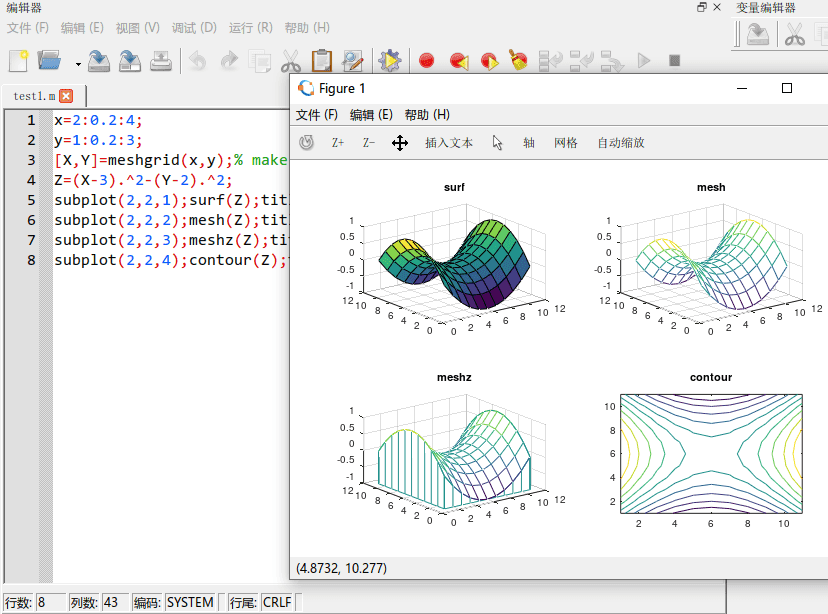 编辑器
变量编辑器
文件 (F) 编辑 (E) 视图 (V) 调试 (D) 运行 (R) 帮助 (H)
test1.m
1 x=2:0.2:4;
2 y=1:0.2:3;
3 [X,Y]=meshgrid(x,y);% make
4 Z=(X-3).^2-(Y-2).^2;
5 subplot(2,2,1);surf(Z);tit
6 subplot(2,2,2);mesh(Z);tit
7 subplot(2,2,3);meshz(Z);ti
8 subplot(2,2,4);contour(Z);
Figure 1
文件 (F) 编辑 (E) 帮助 (H)
Z+ Z- 插入文本 轴 网格 自动缩放
surf
1
0.5
0
-0.5
-1
12 10 8 6 4 2 0
0 2 4 6 8 10 12
mesh
1
0.5
0
-0.5
-1
12 10 8 6 4 2 0
0 2 4 6 8 10 12
meshz
1
0.5
0
-0.5
-1
12 10 8 6 4 2 0
0 2 4 6 8 10 12
contour
10
8
6
4
2
2 4 6 8 10
(4.8732, 10.277)
行数: 8 列数: 43 编码: SYSTEM 行尾: CRLF